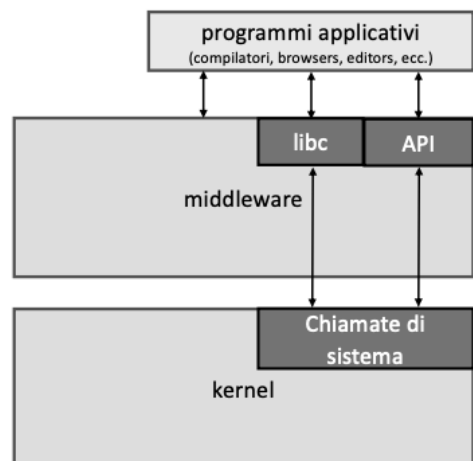 programmi applicativi
(compilatori, browsers, editors, ecc.)
libc
API
middleware
Chiamate di
sistema
kernel